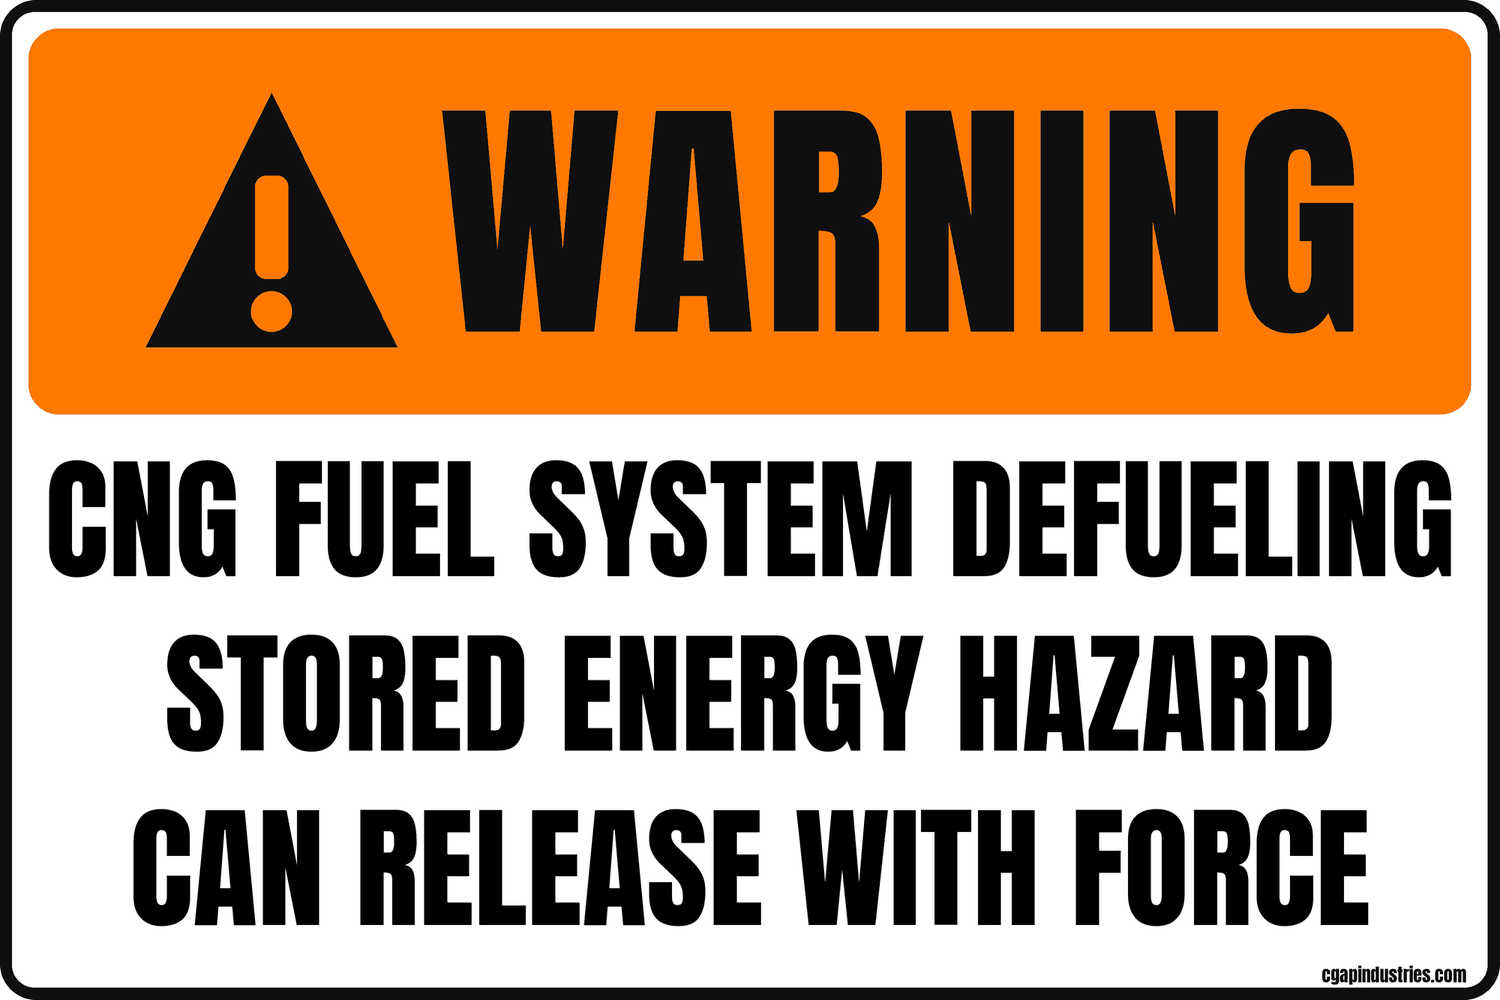 WARNING
CNG FUEL SYSTEM DEFUELING
STORED ENERGY HAZARD
CAN RELEASE WITH FORCE
cgapindustries.com